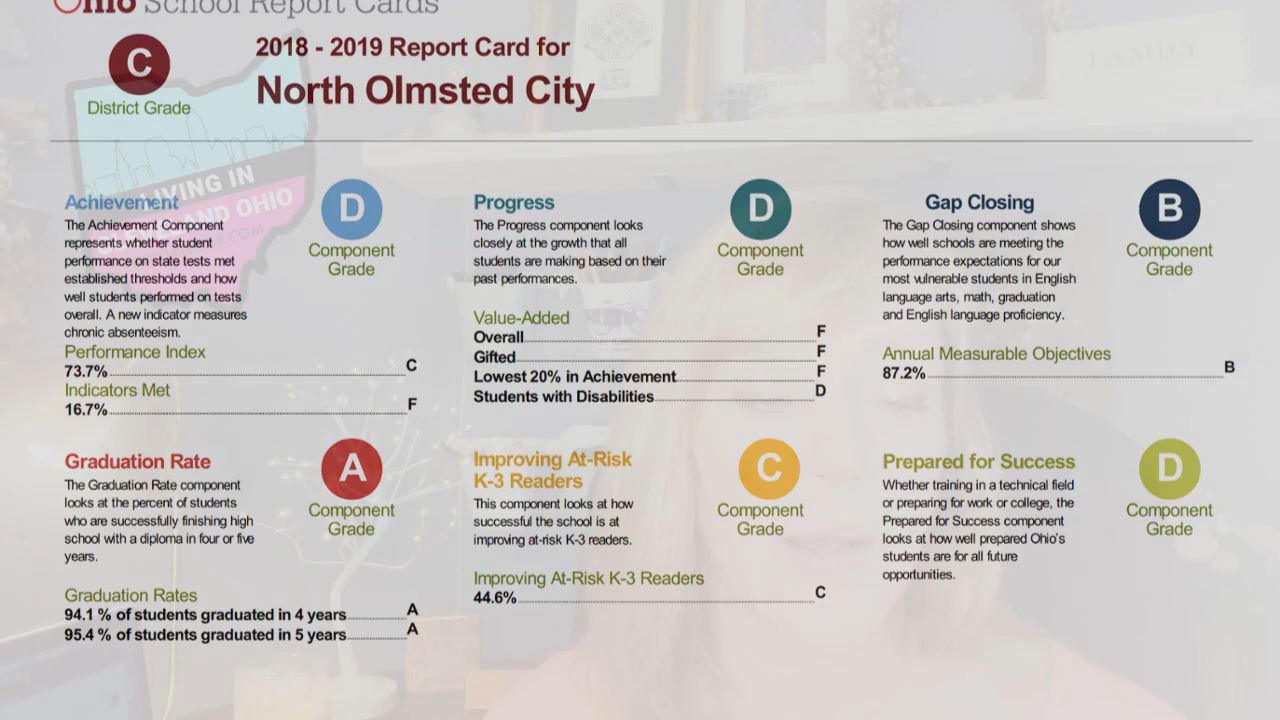 Ohio School Report Cards
C
District Grade
2018 - 2019 Report Card for
North Olmsted City
FAMILY
LIVING IN
CLEVELAND OHIO
.COM
Achievement
The Achievement Component
represents whether student
performance on state tests met
established thresholds and how
well students performed on tests
overall. A new indicator measures
chronic absenteeism.
D
Component
Grade
Performance Index
73.7% C
Indicators Met
16.7% F
Progress
The Progress component looks
closely at the growth that all
students are making based on their
past performances.
D
Component
Grade
Value-Added
Overall F
Gifted F
Lowest 20% in Achievement F
Students with Disabilities D
Gap Closing
The Gap Closing component shows
how well schools are meeting the
performance expectations for our
most vulnerable students in English
language arts, math, graduation
and English language proficiency.
B
Component
Grade
Annual Measurable Objectives
87.2% B
Graduation Rate
The Graduation Rate component
looks at the percent of students
who are successfully finishing high
school with a diploma in four or five
years.
A
Component
Grade
Graduation Rates
94.1 % of students graduated in 4 years A
95.4 % of students graduated in 5 years A
Improving At-Risk
K-3 Readers
This component looks at how
successful the school is at
improving at-risk K-3 readers.
C
Component
Grade
Improving At-Risk K-3 Readers
44.6% C
Prepared for Success
Whether training in a technical field
or preparing for work or college, the
Prepared for Success component
looks at how well prepared Ohio's
students are for all future
opportunities.
D
Component
Grade